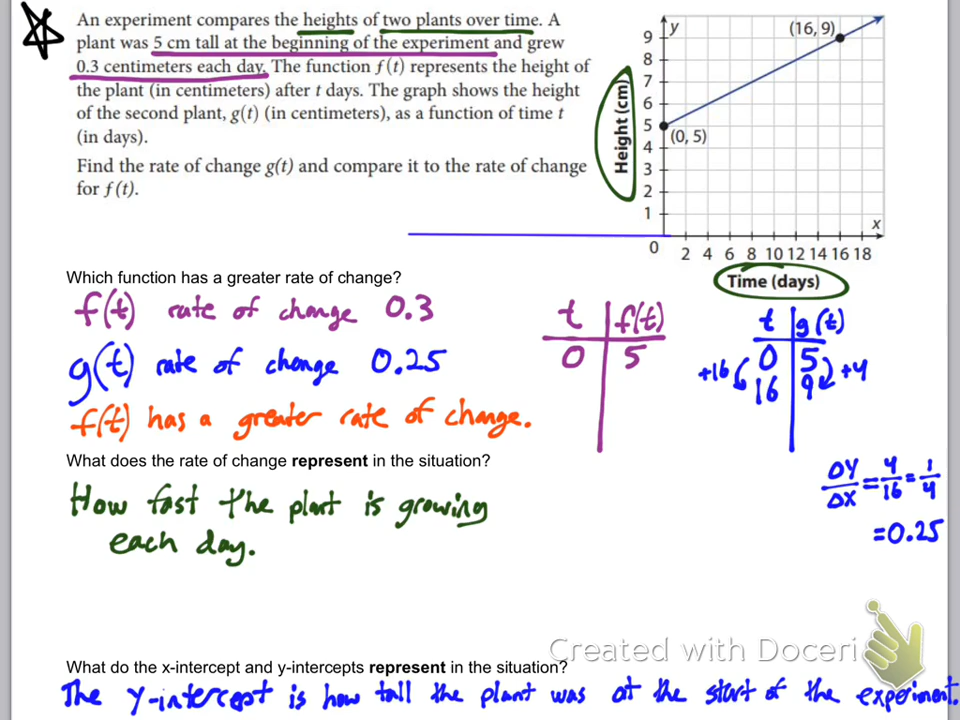 An experiment compares the heights of two plants over time. A
plant was 5 cm tall at the beginning of the experiment and grew
0.3 centimeters each day. The function f(t) represents the height of
the plant (in centimeters) after t days. The graph shows the height
of the second plant, g(t) (in centimeters), as a function of time t
(in days).
Find the rate of change g(t) and compare it to the rate of change
for f(t).
y
(16, 9)
9
8
7
6
5
4
3
2
1
0
(0, 5)
x
2 4 6 8 10 12 14 16 18
Height (cm)
Time (days)
Which function has a greater rate of change?
f(t) rate of change 0.3
g(t) rate of change 0.25
f(t) has a greater rate of change.
t f(t)
0 5
t g(t)
+16 0 5 +4
16 9
ΔY/ΔX = 4/16 = 1/4
= 0.25
What does the rate of change represent in the situation?
How fast the plant is growing
each day.
Created with Doceri
What do the x-intercept and y-intercepts represent in the situation?
The Y-intercept is how tall the plant was at the start of the experiment.